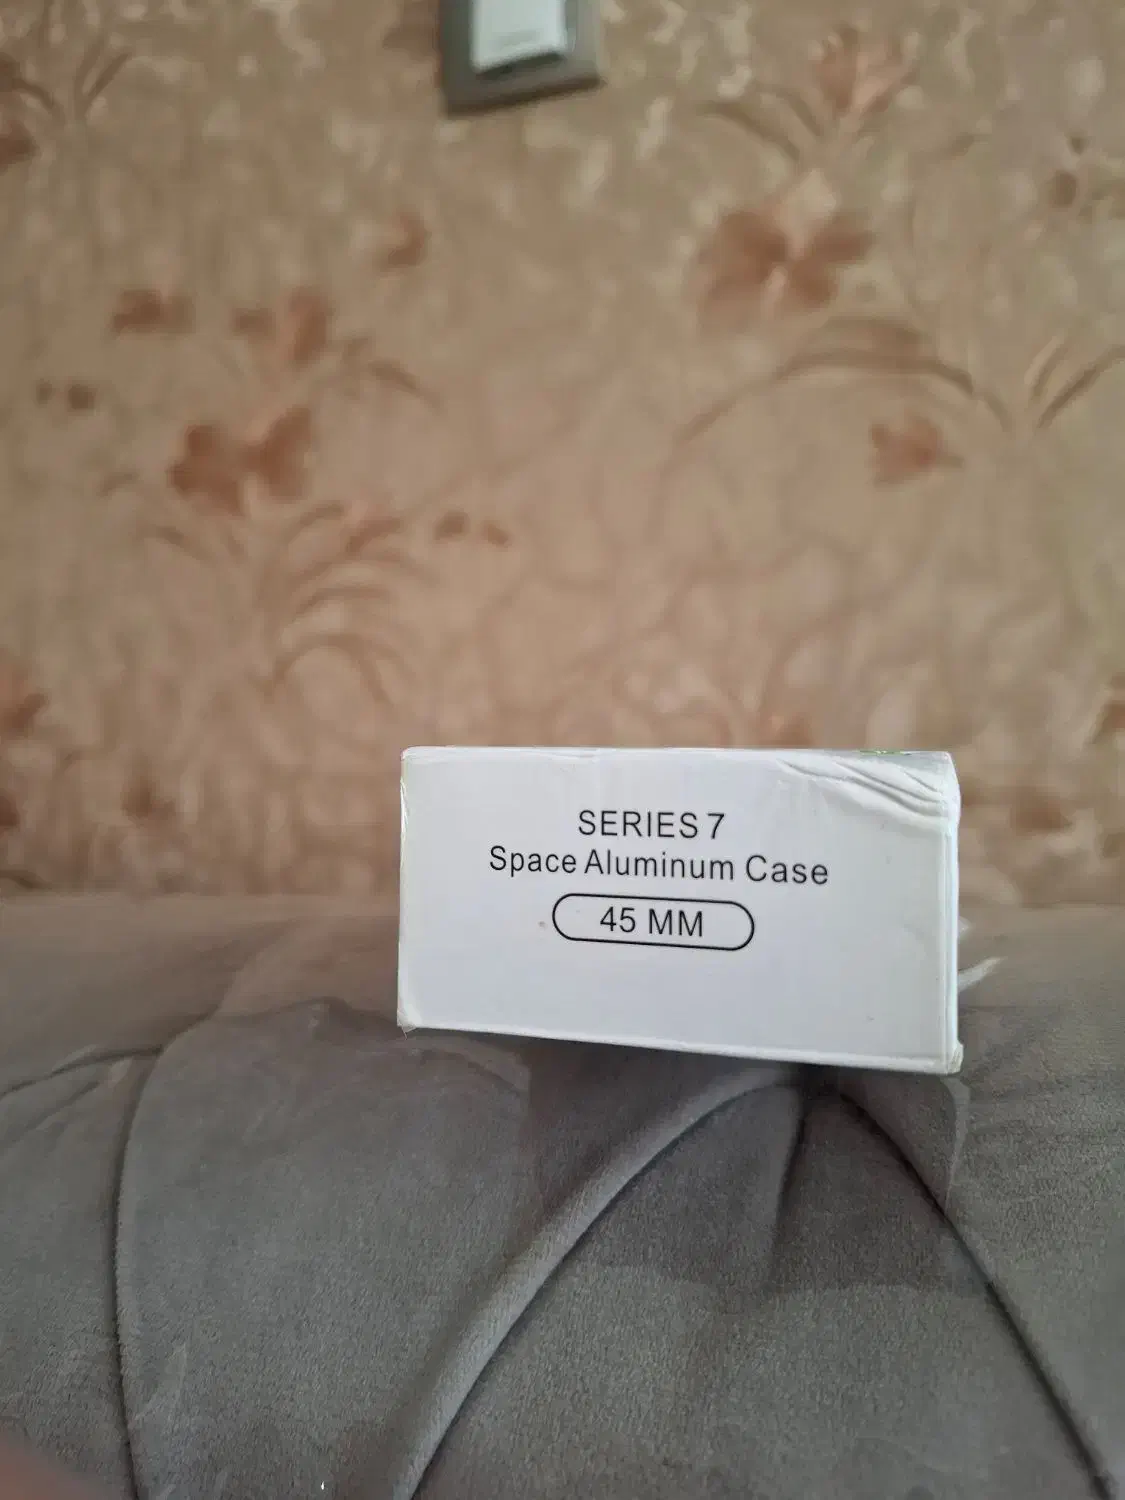 SERIES 7
Space Aluminum Case
45 MM